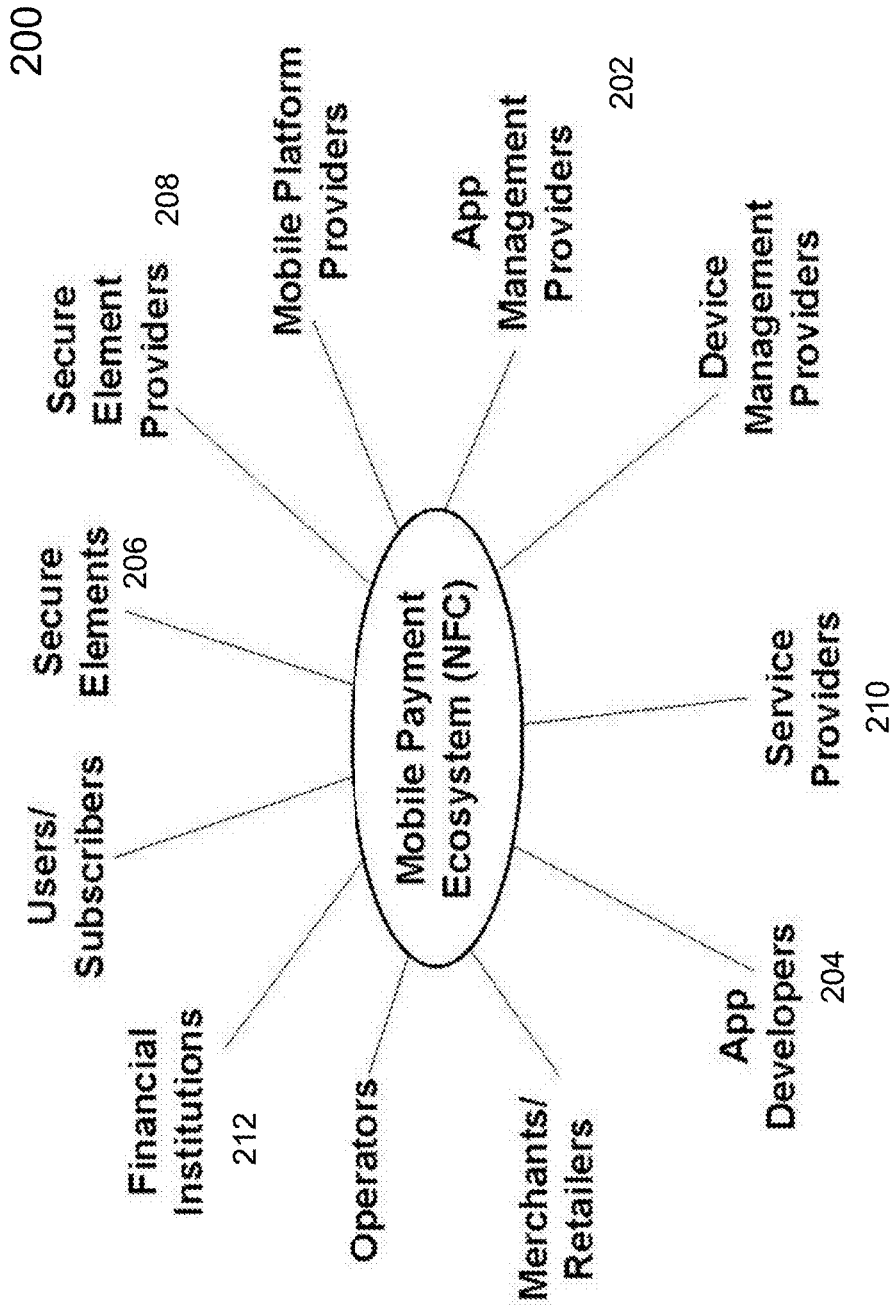 200
Users/
Subscribers
Secure
Elements
206
Secure
Element
Providers
208
Financial
Institutions
212
Mobile Platform
Providers
Operators
Mobile Payment
Ecosystem (NFC)
App
Management
Providers
202
Merchants/
Retailers
Device
Management
Providers
App
Developers
204
Service
Providers
210